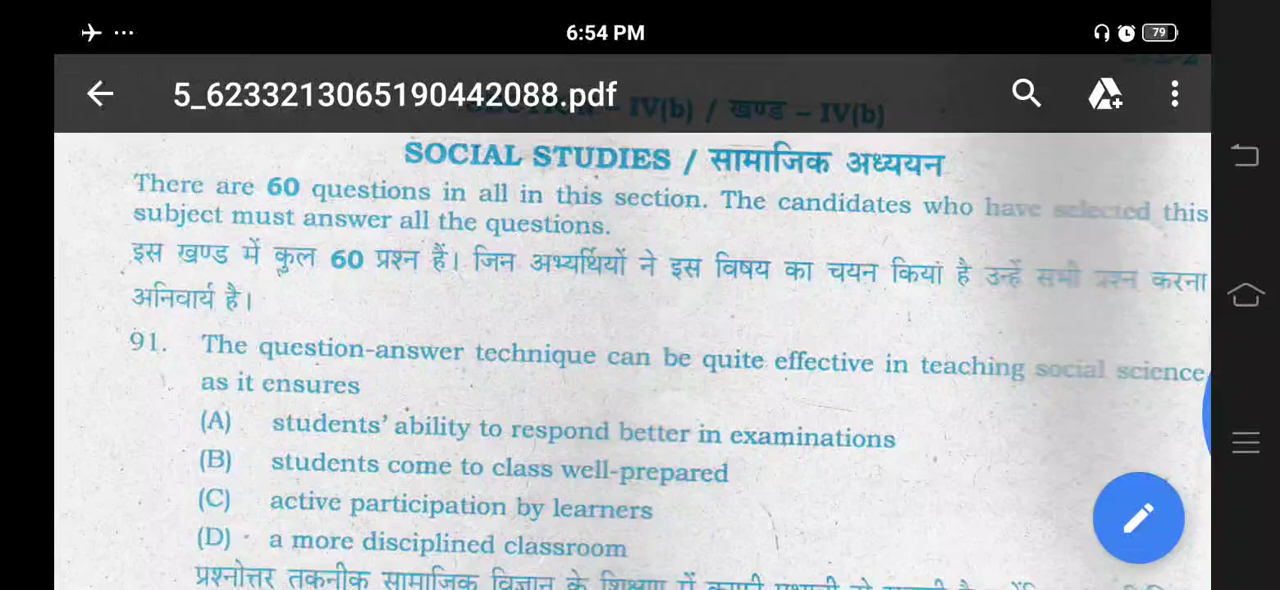 6:54 PM
79
5_6233213065190442088.pdf
IV(b) / खण्ड – IV(b)
SOCIAL STUDIES / सामाजिक अध्ययन
There are 60 questions in all in this section. The candidates who have selected this
subject must answer all the questions.
इस खण्ड में कुल 60 प्रश्न हैं। जिन अभ्यर्थियों ने इस विषय का चयन किया है उन्हें सभी प्रश्न करना
अनिवार्य है।
91. The question-answer technique can be quite effective in teaching social science
as it ensures
(A) students' ability to respond better in examinations
(B) students come to class well-prepared
(C) active participation by learners
(D) a more disciplined classroom
प्रश्नोत्तर तकनीक सामाजिक विज्ञान के शिक्षण में काफी